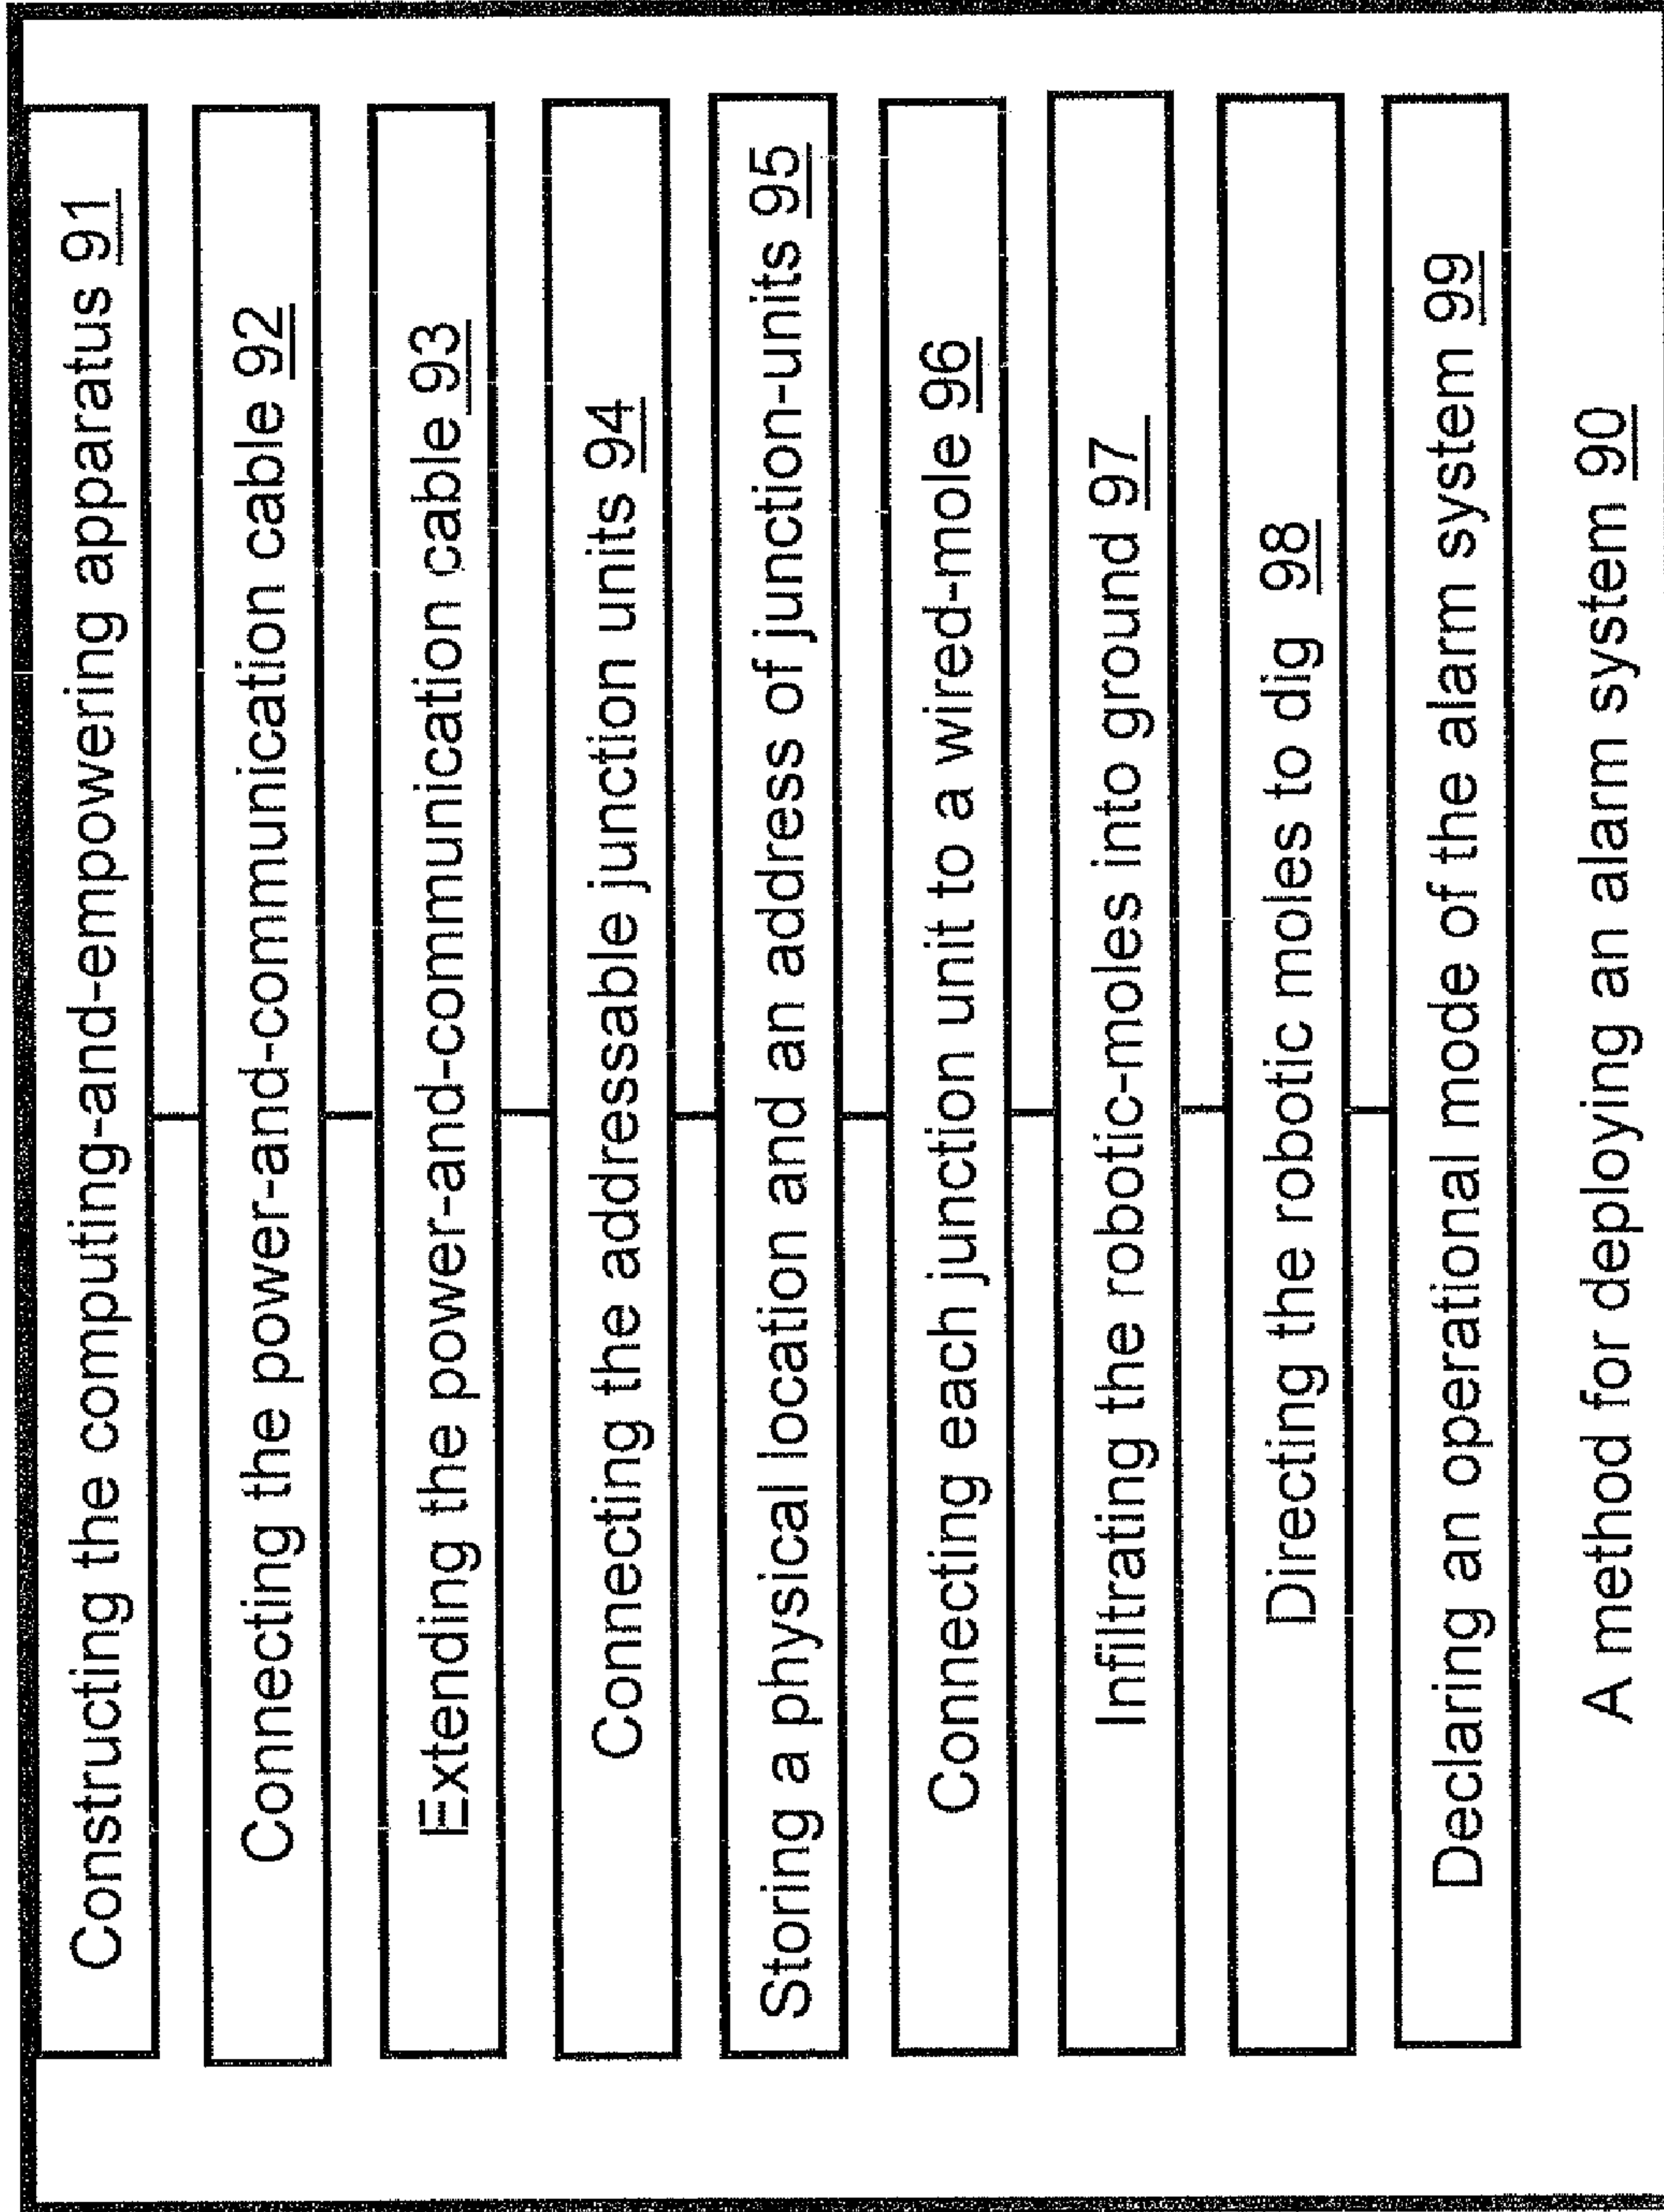 Constructing the computing-and-empowering apparatus 91
Connecting the power-and-communication cable 92
Extending the power-and-communication cable 93
Connecting the addressable junction units 94
Storing a physical location and an address of junction-units 95
Connecting each junction unit to a wired-mole 96
Infiltrating the robotic-moles into ground 97
Directing the robotic moles to dig 98
Declaring an operational mode of the alarm system 99
A method for deploying an alarm system 90